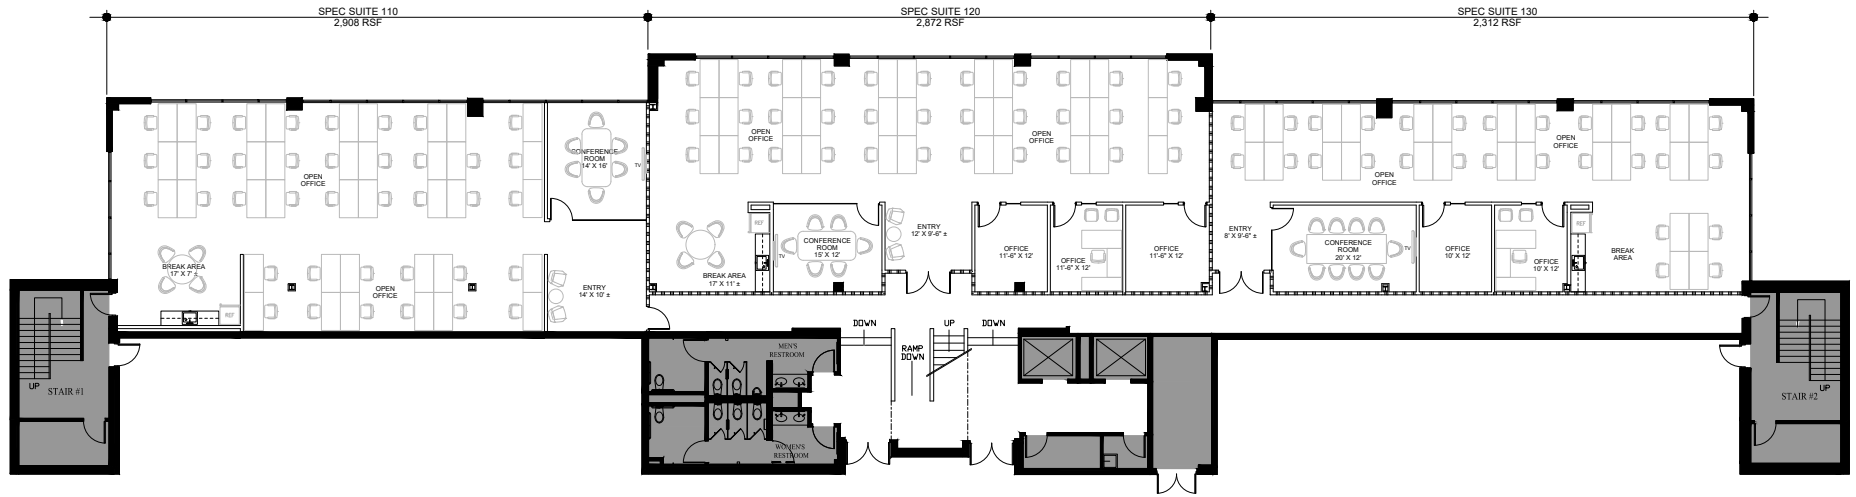 SPEC SUITE 110
2,908 RSF
SPEC SUITE 120
2,872 RSF
SPEC SUITE 130
2,312 RSF
OPEN
OFFICE
CONFERENCE
ROOM
14' X 16'
TV
BREAK AREA
17' X 7' ±
REF
OPEN
OFFICE
ENTRY
14' X 10' ±
OPEN
OFFICE
OPEN
OFFICE
BREAK AREA
17' X 11' ±
REF
TV
CONFERENCE
ROOM
15' X 12'
ENTRY
12' X 9'-6" ±
OFFICE
11'-6" X 12'
OFFICE
11'-6" X 12'
OFFICE
11'-6" X 12'
OPEN
OFFICE
OPEN
OFFICE
ENTRY
8' X 9'-6" ±
CONFERENCE
ROOM
20' X 12'
TV
OFFICE
10' X 12'
OFFICE
10' X 12'
REF
BREAK
AREA
UP
STAIR #1
MEN'S
RESTROOM
WOMEN'S
RESTROOM
DOWN
RAMP
DOWN
UP
DOWN
UP
STAIR #2